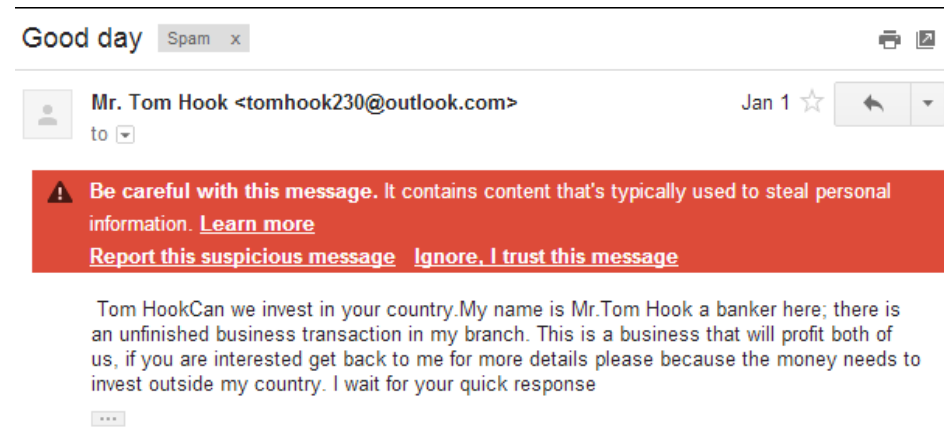 Good day Spam x
Mr. Tom Hook <tomhook230@outlook.com> Jan 1
to
Be careful with this message. It contains content that's typically used to steal personal
information. Learn more
Report this suspicious message Ignore, I trust this message
Tom HookCan we invest in your country.My name is Mr.Tom Hook a banker here; there is
an unfinished business transaction in my branch. This is a business that will profit both of
us, if you are interested get back to me for more details please because the money needs to
invest outside my country. I wait for your quick response